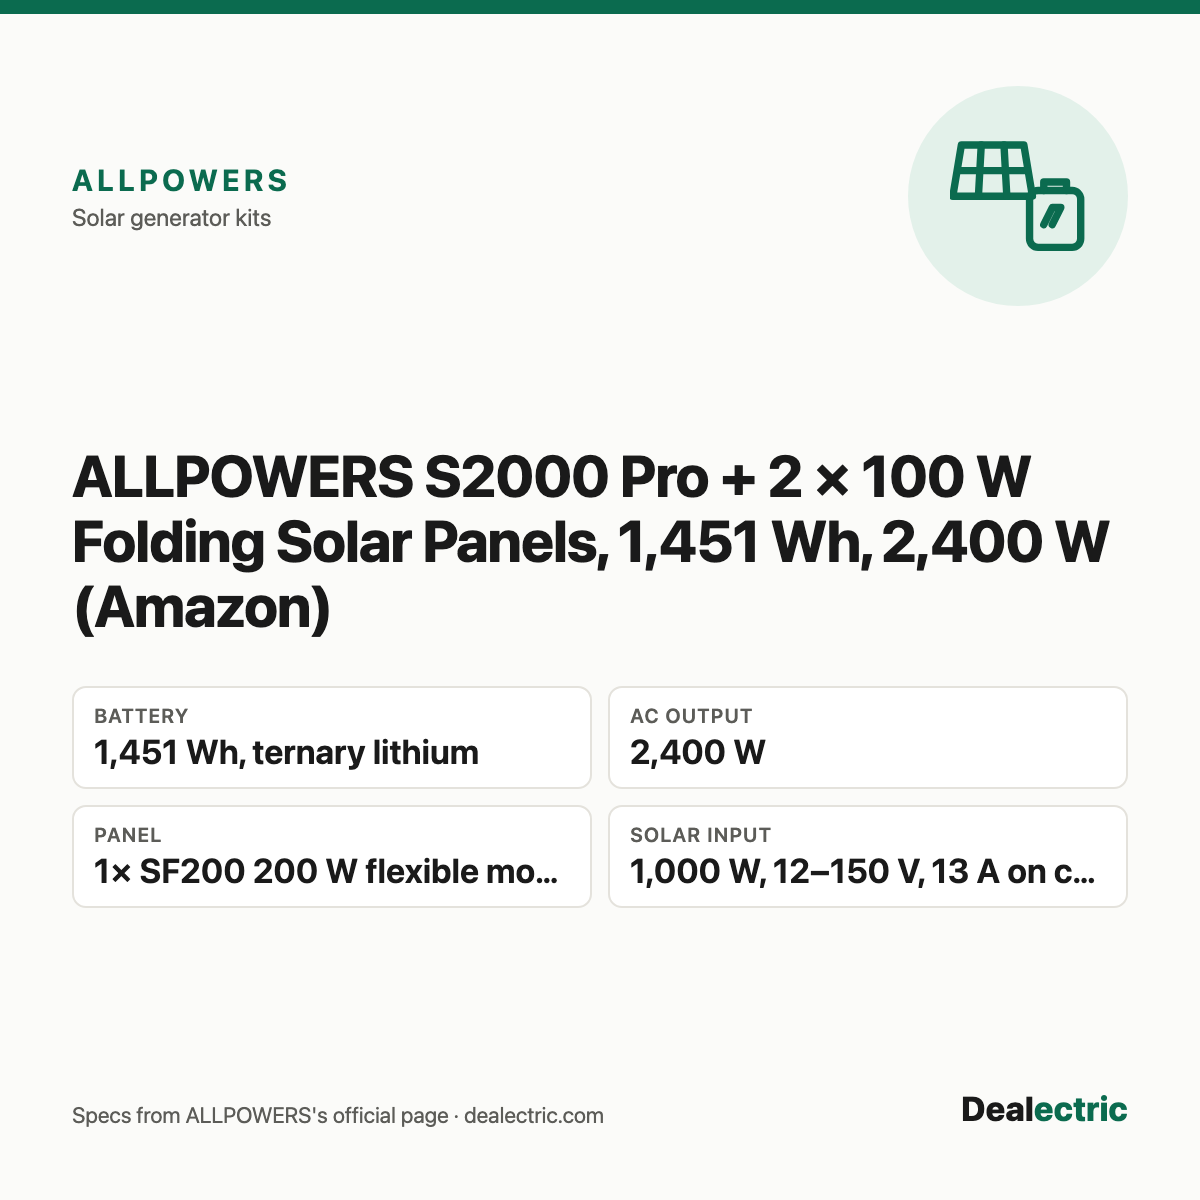 ALLPOWERS
Solar generator kits
ALLPOWERS S2000 Pro + 2 × 100 W
Folding Solar Panels, 1,451 Wh, 2,400 W
(Amazon)
BATTERY
1,451 Wh, ternary lithium
AC OUTPUT
2,400 W
PANEL
1× SF200 200 W flexible mo...
SOLAR INPUT
1,000 W, 12–150 V, 13 A on c...
Specs from ALLPOWERS's official page · dealectric.com
Dealectric